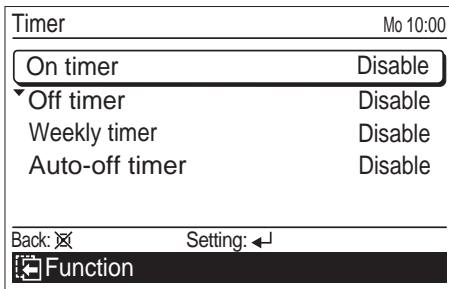 Timer Mo 10:00
On timer Disable
Off timer Disable
Weekly timer Disable
Auto-off timer Disable
Back: Setting:
Function